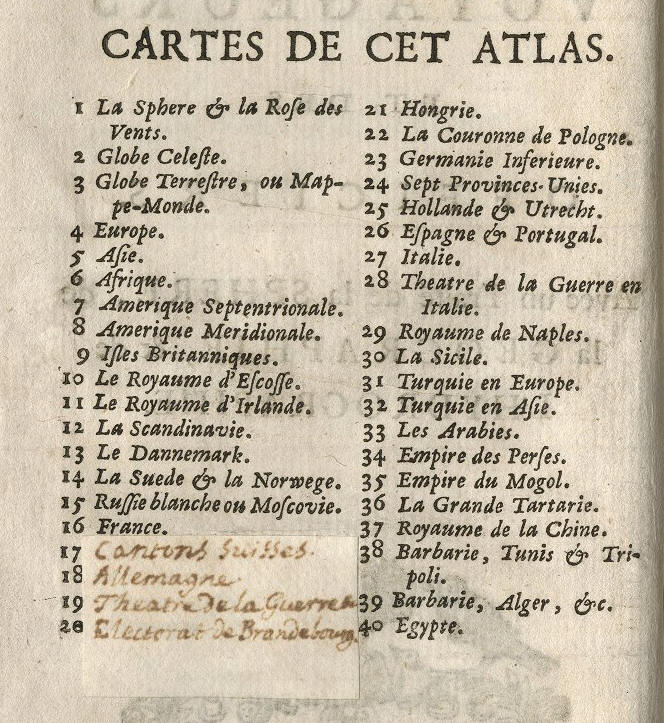 CARTES DE CET ATLAS.
1 La Sphere & la Roſe des
Vents.
2 Globe Celeſte.
3 Globe Terreſtre, ou Map-
pe-Monde.
4 Europe.
5 Aſie.
6 Afrique.
7 Amerique Septentrionale.
8 Amerique Meridionale.
9 Iſles Britanniques.
10 Le Royaume d'Eſcoſſe.
11 Le Royaume d'Irlande.
12 La Scandinavie.
13 Le Dannemark.
14 La Suede & la Norwege.
15 Ruſſie blanche ou Moſcovie.
16 France.
17 Cantons Suisses.
18 Allemagne
19 Theatre De la Guerre
20 Electorat de Brandebourg.
21 Hongrie.
22 La Couronne de Pologne.
23 Germanie Inferieure.
24 Sept Provinces-Unies.
25 Hollande & Utrecht.
26 Eſpagne & Portugal.
27 Italie.
28 Theatre de la Guerre en
Italie.
29 Royaume de Naples.
30 La Sicile.
31 Turquie en Europe.
32 Turquie en Aſie.
33 Les Arabies.
34 Empire des Perſes.
35 Empire du Mogol.
36 La Grande Tartarie.
37 Royaume de la Chine.
38 Barbarie, Tunis & Tri-
poli.
39 Barbarie, Alger, &c.
40 Egypte.